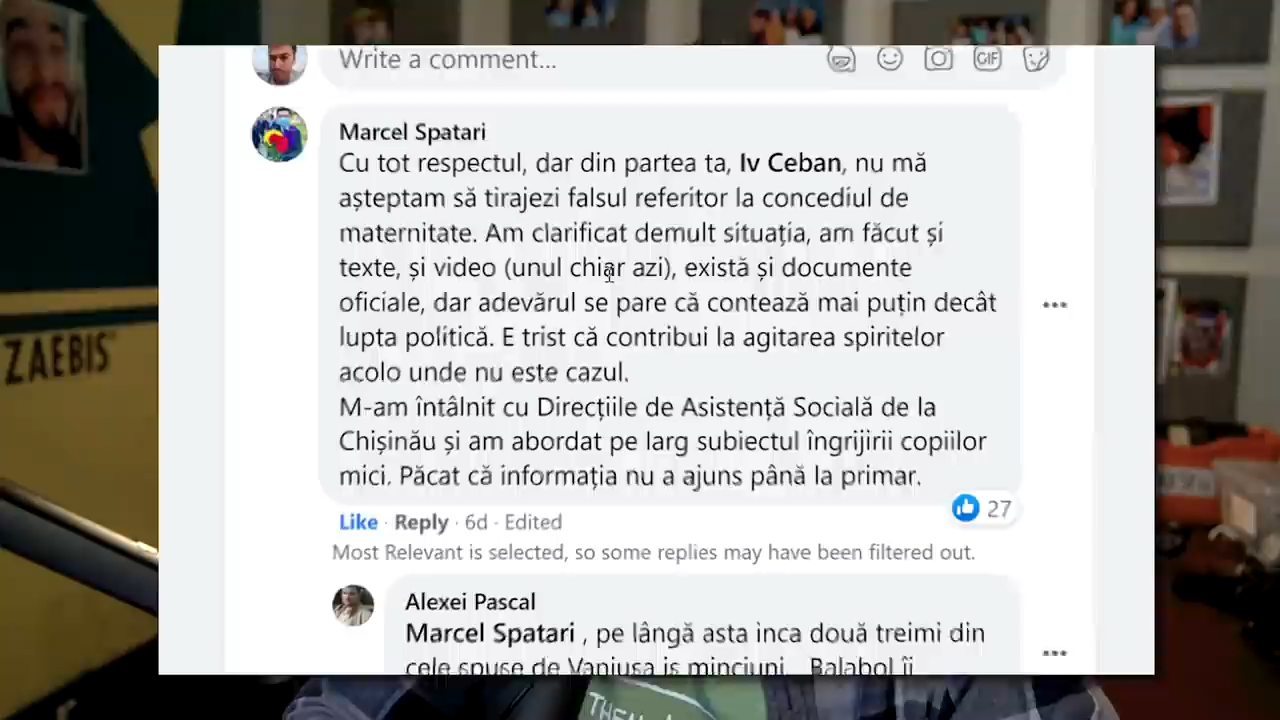 Write a comment...
GIF
Marcel Spatari
Cu tot respectul, dar din partea ta, Iv Ceban, nu mă
așteptam să tirajezi falsul referitor la concediul de
maternitate. Am clarificat demult situația, am făcut și
texte, și video (unul chiar azi), există și documente
oficiale, dar adevărul se pare că contează mai puțin decât
lupta politică. E trist că contribui la agitarea spiritelor
acolo unde nu este cazul.
M-am întâlnit cu Direcțiile de Asistență Socială de la
Chișinău și am abordat pe larg subiectul îngrijirii copiilor
mici. Păcat că informația nu a ajuns până la primar.
27
Like · Reply · 6d · Edited
Most Relevant is selected, so some replies may have been filtered out.
Alexei Pascal
Marcel Spatari , pe lângă asta inca două treimi din
cele spuse de Vaniusa is minciuni. Balabol îi
ZAEBIS